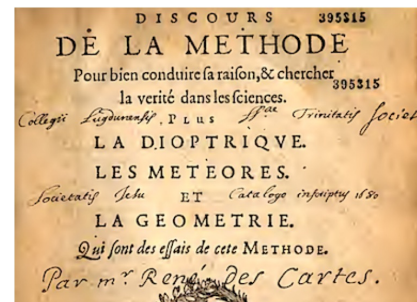 DISCOURS 395315
DE LA METHODE
Pour bien conduire ſa raiſon, & chercher 395315
la verité dans les ſciences.
Collegii Lugdunensis PLUS SSae Trinitatis Societ
LA DIOPTRIQVE.
LES METEORES.
Societatis Jesu ET Catalogo inscriptus 1680
LA GEOMETRIE.
Qui ſont des eſſais de cete METHODE.
Par mr René Des Cartes.